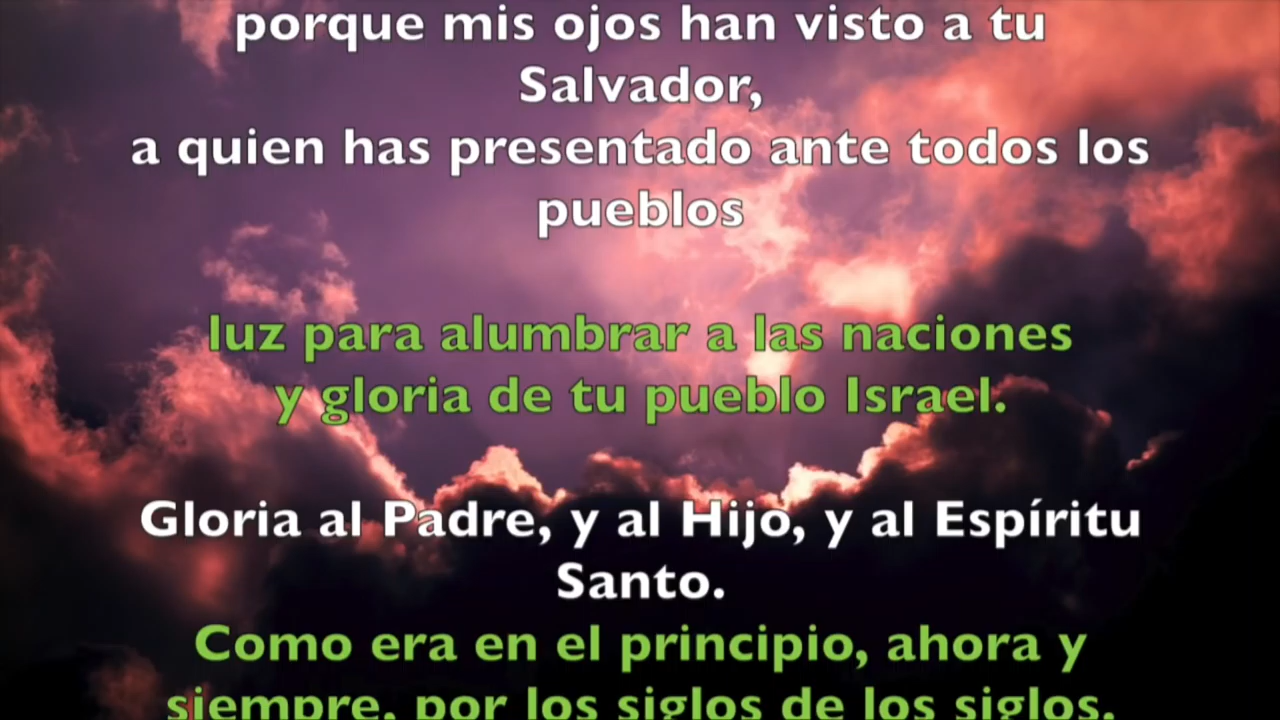 porque mis ojos han visto a tu
Salvador,
a quien has presentado ante todos los
pueblos
luz para alumbrar a las naciones
y gloria de tu pueblo Israel.
Gloria al Padre, y al Hijo, y al Espíritu
Santo.
Como era en el principio, ahora y
siempre, por los siglos de los siglos.